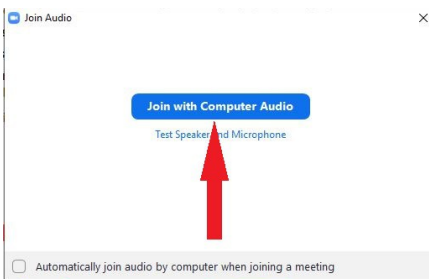 Join Audio
Join with Computer Audio
Test Speaker and Microphone
Automatically join audio by computer when joining a meeting